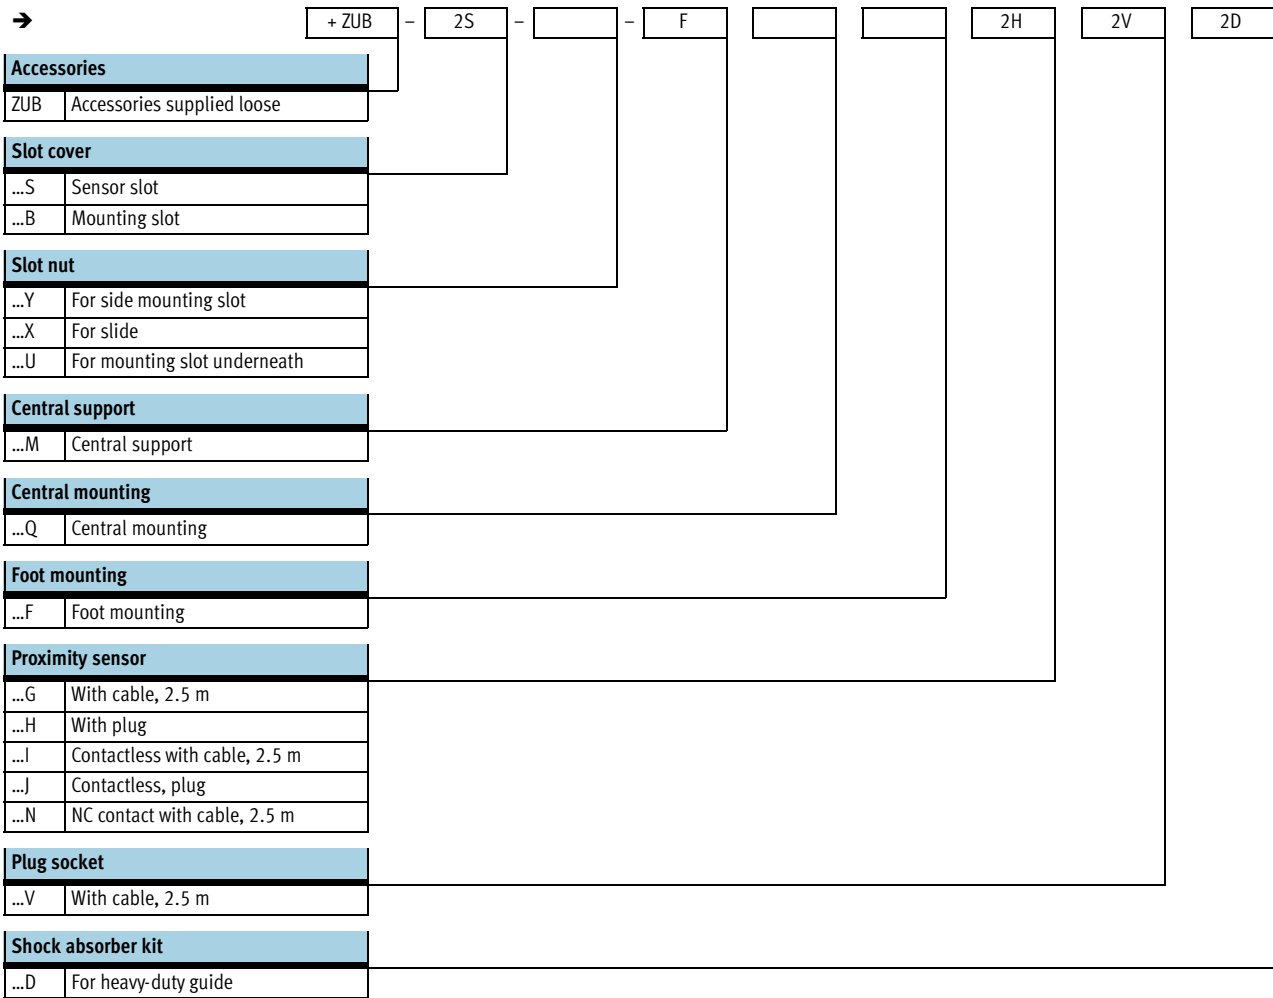 ➔ + ZUB – 2S – – F 2H 2V 2D
Accessories
ZUB Accessories supplied loose
Slot cover
...S Sensor slot
...B Mounting slot
Slot nut
...Y For side mounting slot
...X For slide
...U For mounting slot underneath
Central support
...M Central support
Central mounting
...Q Central mounting
Foot mounting
...F Foot mounting
Proximity sensor
...G With cable, 2.5 m
...H With plug
...I Contactless with cable, 2.5 m
...J Contactless, plug
...N NC contact with cable, 2.5 m
Plug socket
...V With cable, 2.5 m
Shock absorber kit
...D For heavy-duty guide